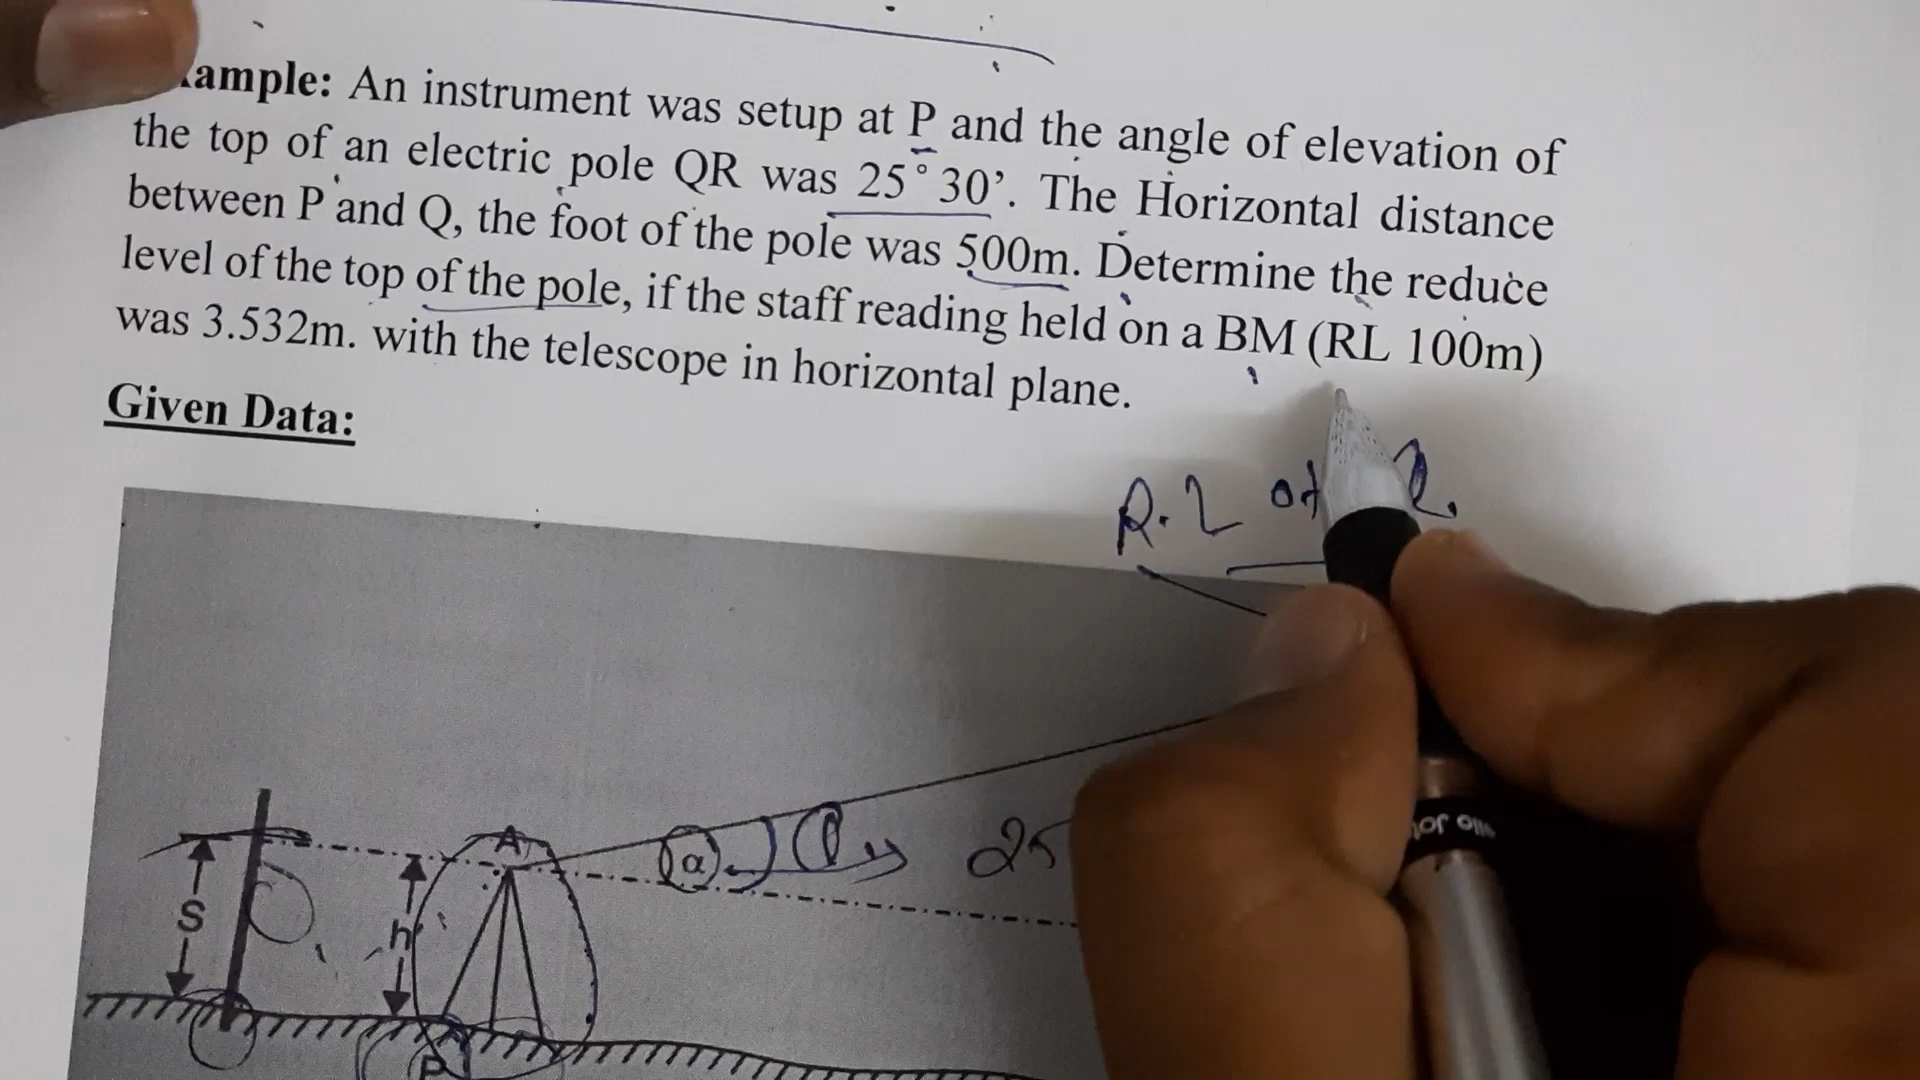 ample: An instrument was setup at P and the angle of elevation of
the top of an electric pole QR was 25°30’. The Horizontal distance
between P and Q, the foot of the pole was 500m. Determine the reduce
level of the top of the pole, if the staff reading held on a BM (RL 100m)
was 3.532m. with the telescope in horizontal plane.
Given Data:
R.L of
A
α
25
S
h
P